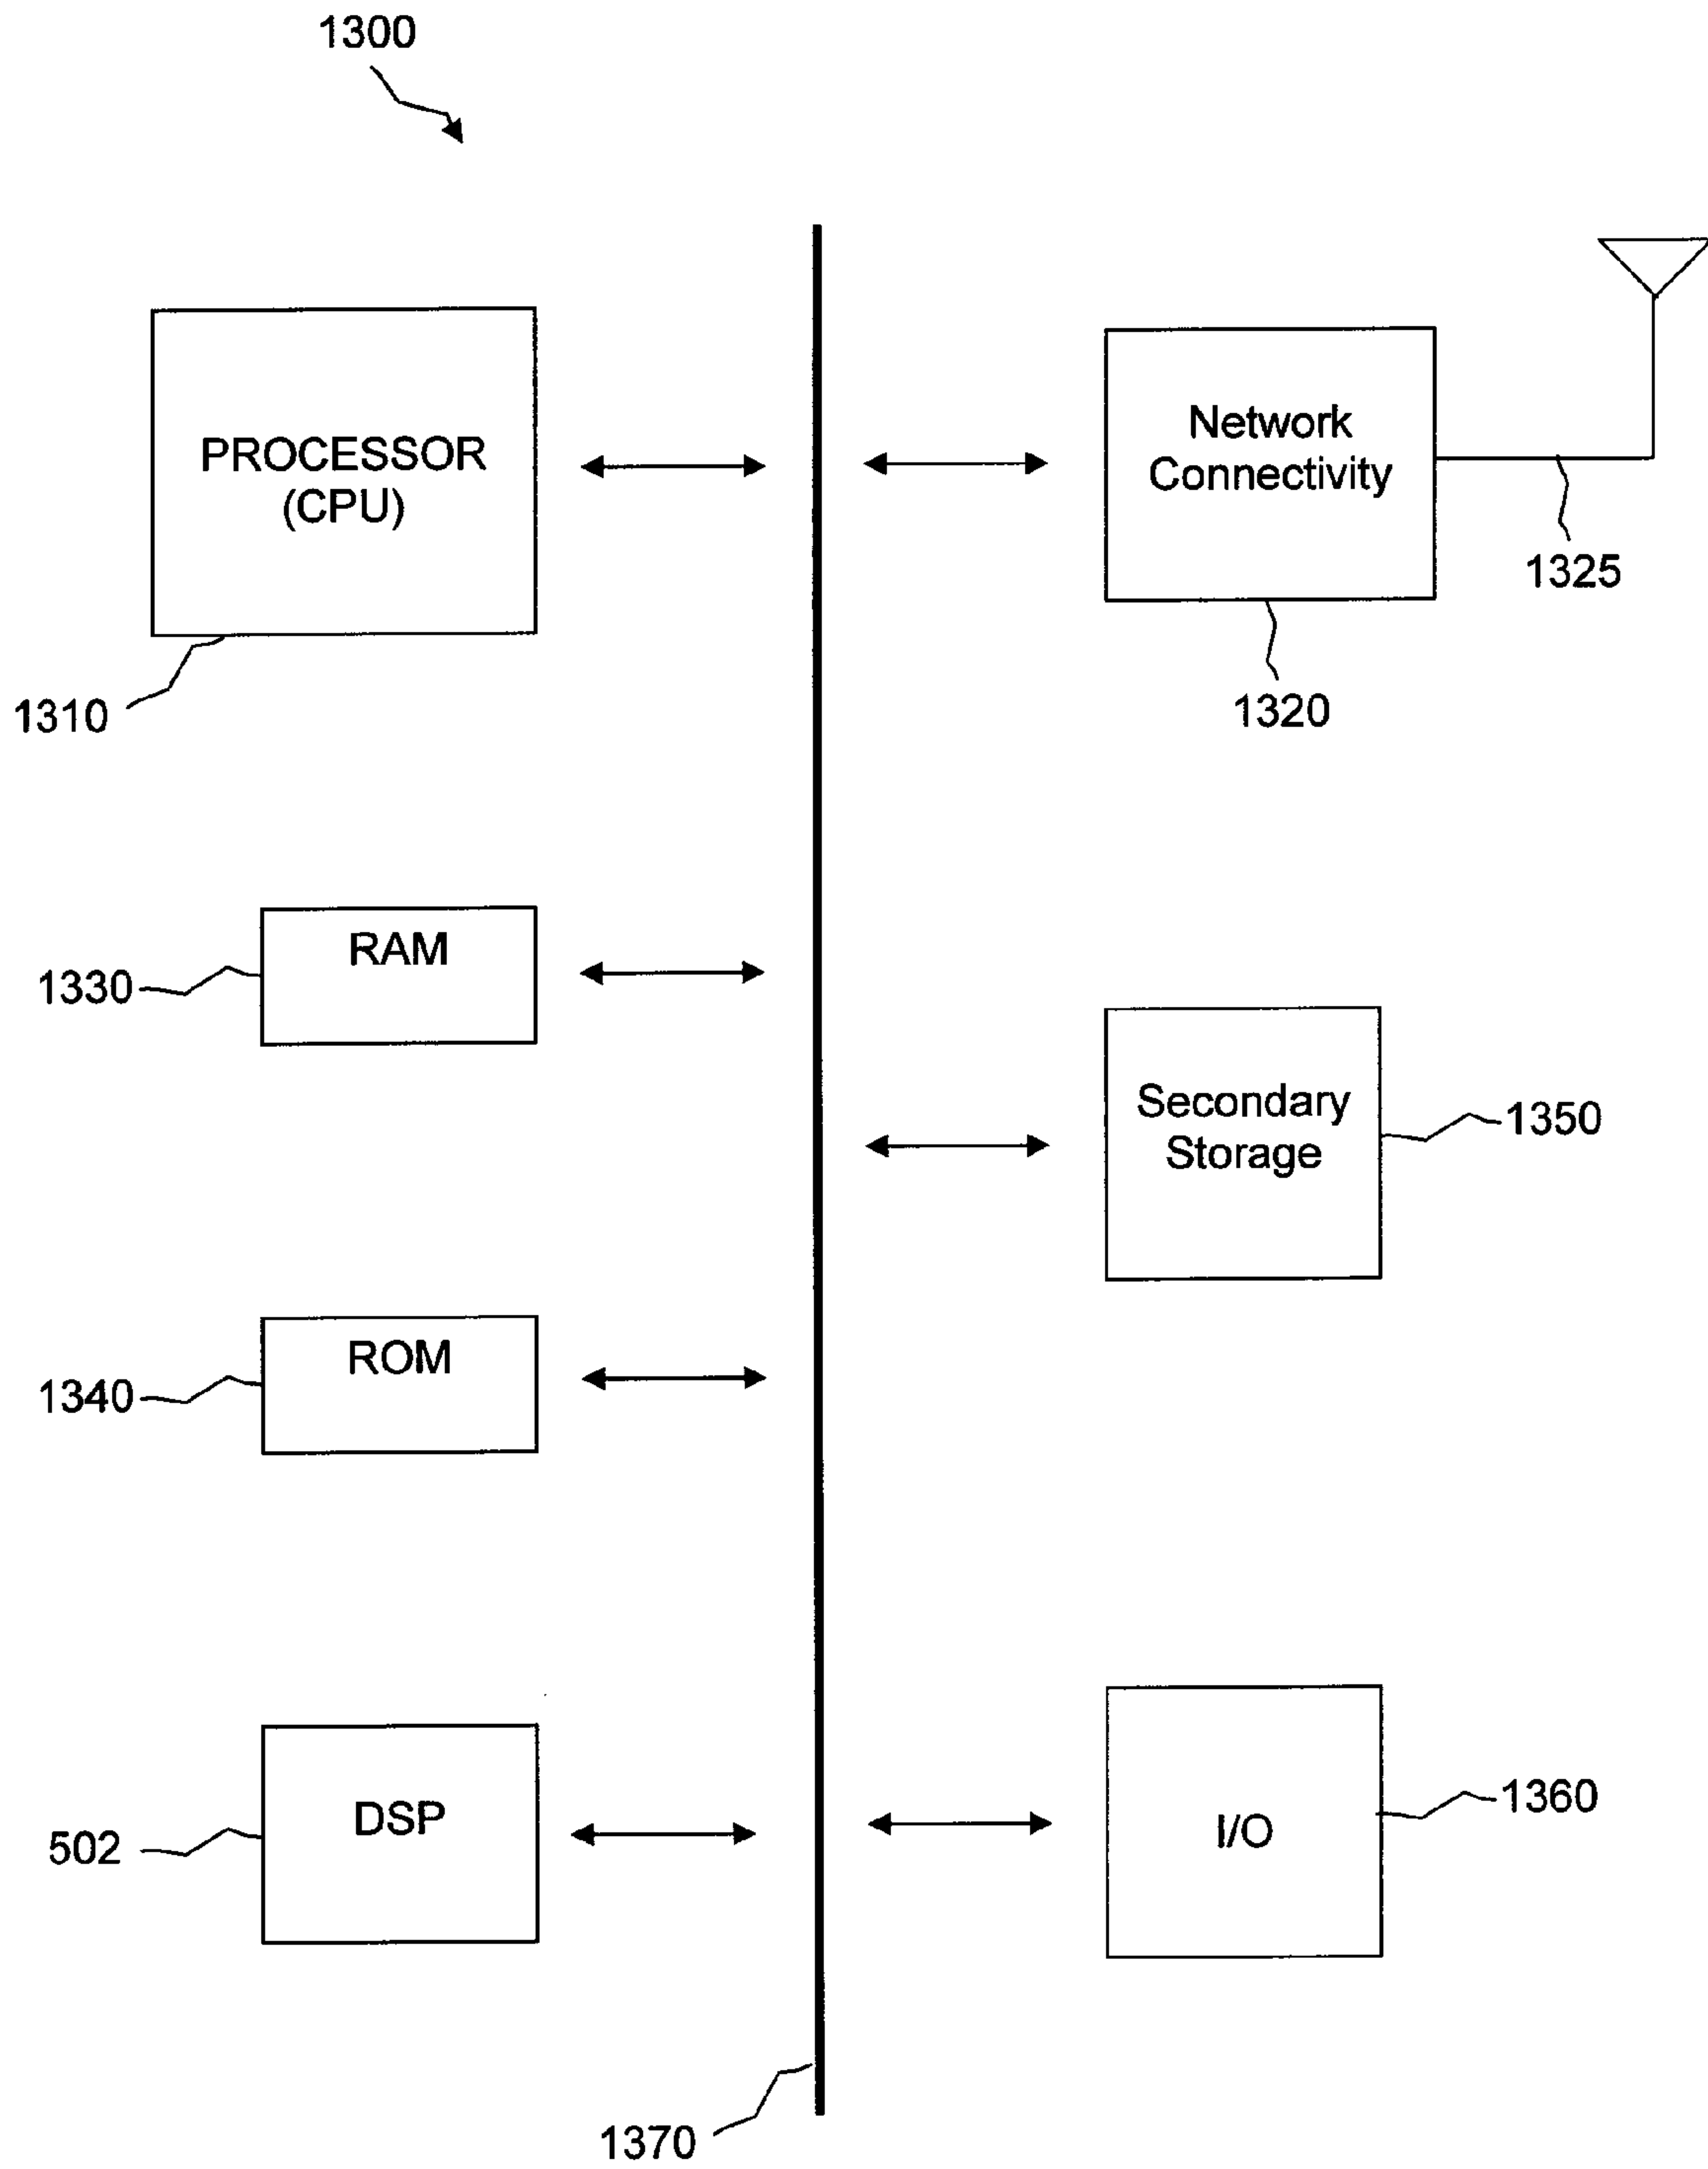 1300
PROCESSOR
(CPU)
1310
Network
Connectivity
1325
1320
RAM
1330
Secondary
Storage
1350
ROM
1340
DSP
502
I/O
1360
1370